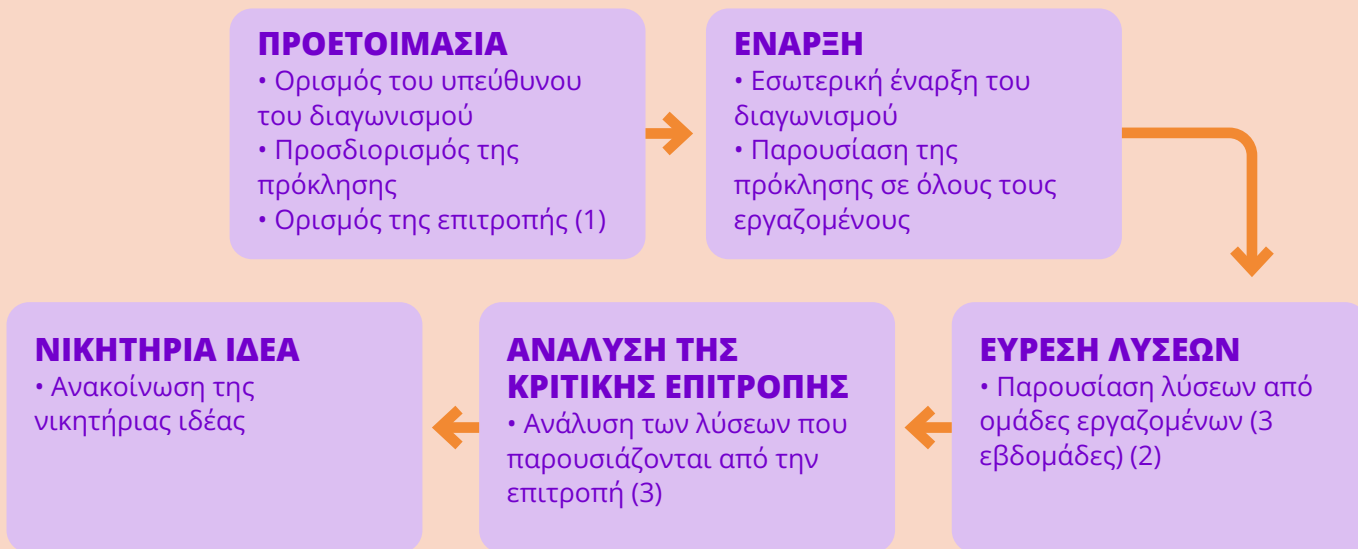 ΠΡΟΕΤΟΙΜΑΣΙΑ
• Ορισμός του υπεύθυνου
του διαγωνισμού
• Προσδιορισμός της
πρόκλησης
• Ορισμός της επιτροπής (1)
ΕΝΑΡΞΗ
• Εσωτερική έναρξη του
διαγωνισμού
• Παρουσίαση της
πρόκλησης σε όλους τους
εργαζομένους
ΕΥΡΕΣΗ ΛΥΣΕΩΝ
• Παρουσίαση λύσεων από
ομάδες εργαζομένων (3
εβδομάδες) (2)
ΑΝΑΛΥΣΗ ΤΗΣ
ΚΡΙΤΙΚΗΣ ΕΠΙΤΡΟΠΗΣ
• Ανάλυση των λύσεων που
παρουσιάζονται από την
επιτροπή (3)
ΝΙΚΗΤΗΡΙΑ ΙΔΕΑ
• Ανακοίνωση της
νικητήριας ιδέας